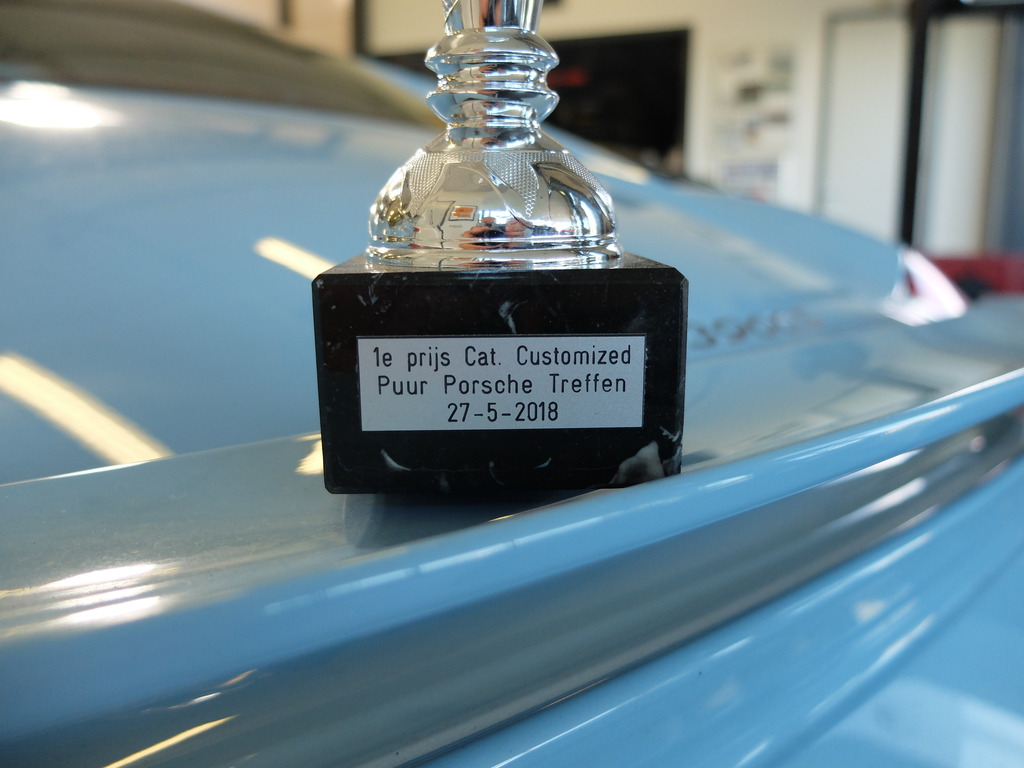 1e prijs Cat. Customized
Puur Porsche Treffen
27-5-2018